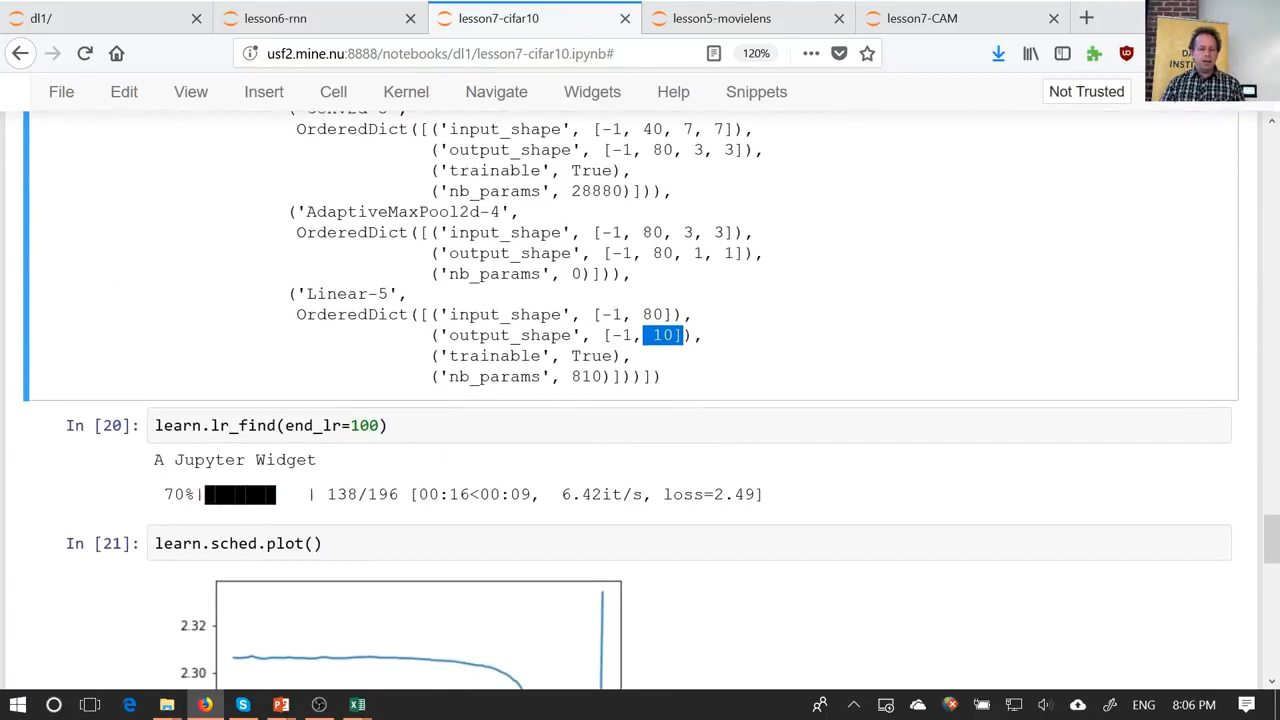 dl1/
lesson6-rnn
lesson7-cifar10
lesson5-movielens
lesson7-CAM
usf2.mine.nu:8888/notebooks/dl1/lesson7-cifar10.ipynb#
120%
File Edit View Insert Cell Kernel Navigate Widgets Help Snippets
Not Trusted
OrderedDict([('input_shape', [-1, 40, 7, 7]),
('output_shape', [-1, 80, 3, 3]),
('trainable', True),
('nb_params', 28880)])),
('AdaptiveMaxPool2d-4',
OrderedDict([('input_shape', [-1, 80, 3, 3]),
('output_shape', [-1, 80, 1, 1]),
('nb_params', 0)])),
('Linear-5',
OrderedDict([('input_shape', [-1, 80]),
('output_shape', [-1, 10]),
('trainable', True),
('nb_params', 810)]))])
In [20]: learn.lr_find(end_lr=100)
A Jupyter Widget
70%| | 138/196 [00:16<00:09, 6.42it/s, loss=2.49]
In [21]: learn.sched.plot()
2.32
2.30
ENG 8:06 PM